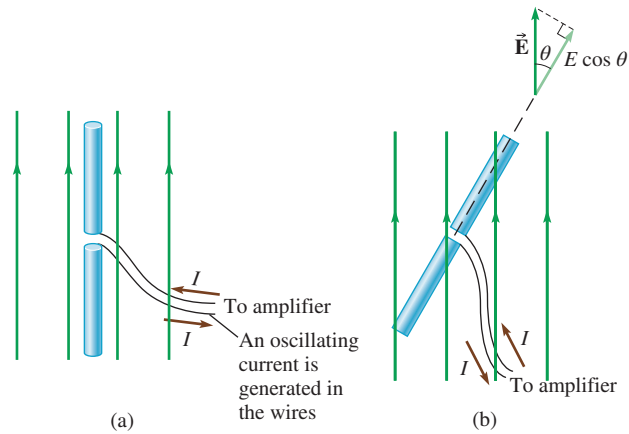 I
I
To amplifier
An oscillating
current is
generated in
the wires
(a)
E⃗
θ
E cos θ
I
I
To amplifier
(b)